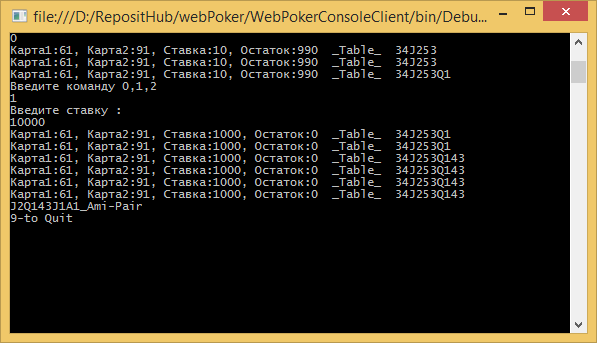 file:///D:/RepositHub/webPoker/WebPokerConsoleClient/bin/Debu...
0
Карта1:61, Карта2:91, Ставка:10, Остаток:990  _Table_  34J253
Карта1:61, Карта2:91, Ставка:10, Остаток:990  _Table_  34J253
Карта1:61, Карта2:91, Ставка:10, Остаток:990  _Table_  34J253Q1
Введите команду 0,1,2
1
Введите ставку :
10000
Карта1:61, Карта2:91, Ставка:1000, Остаток:0  _Table_  34J253Q1
Карта1:61, Карта2:91, Ставка:1000, Остаток:0  _Table_  34J253Q1
Карта1:61, Карта2:91, Ставка:1000, Остаток:0  _Table_  34J253Q143
Карта1:61, Карта2:91, Ставка:1000, Остаток:0  _Table_  34J253Q143
Карта1:61, Карта2:91, Ставка:1000, Остаток:0  _Table_  34J253Q143
Карта1:61, Карта2:91, Ставка:1000, Остаток:0  _Table_  34J253Q143
J2Q143J1A1_Ami-Pair
9-to Quit